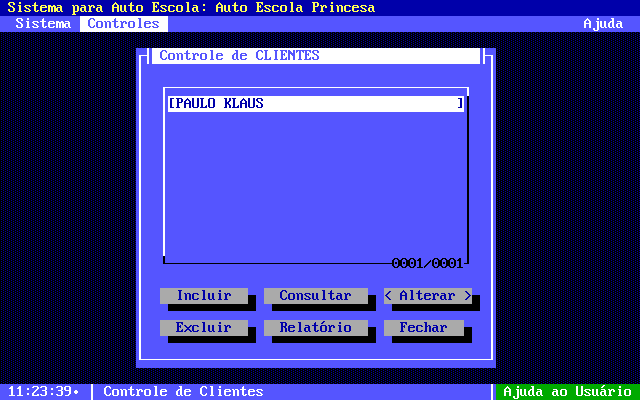 Sistema para Auto Escola: Auto Escola Princesa
Sistema Controles Ajuda
Controle de CLIENTES
[PAULO KLAUS ]
0001/0001
Incluir Consultar < Alterar >
Excluir Relatório Fechar
11:23:39• Controle de Clientes Ajuda ao Usuário